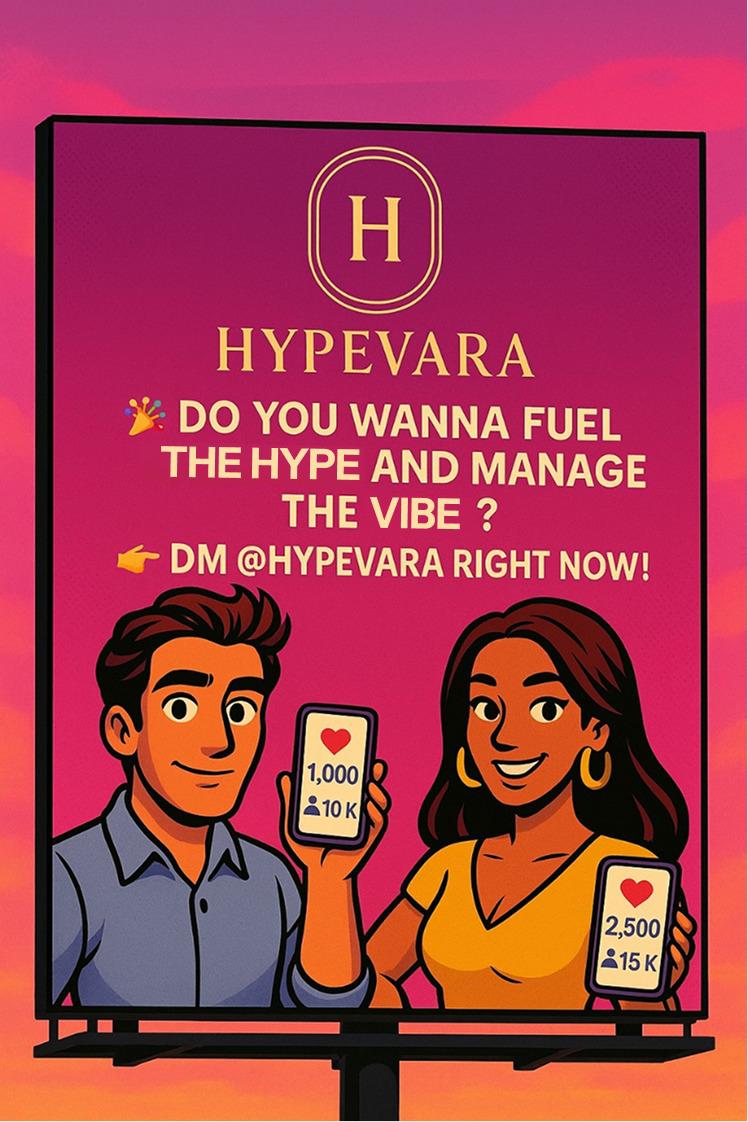 H
HYPEVARA
🎉 DO YOU WANNA FUEL
THE HYPE AND MANAGE
THE VIBE ?
👉 DM @HYPEVARA RIGHT NOW!
1,000
10 K
2,500
15 K